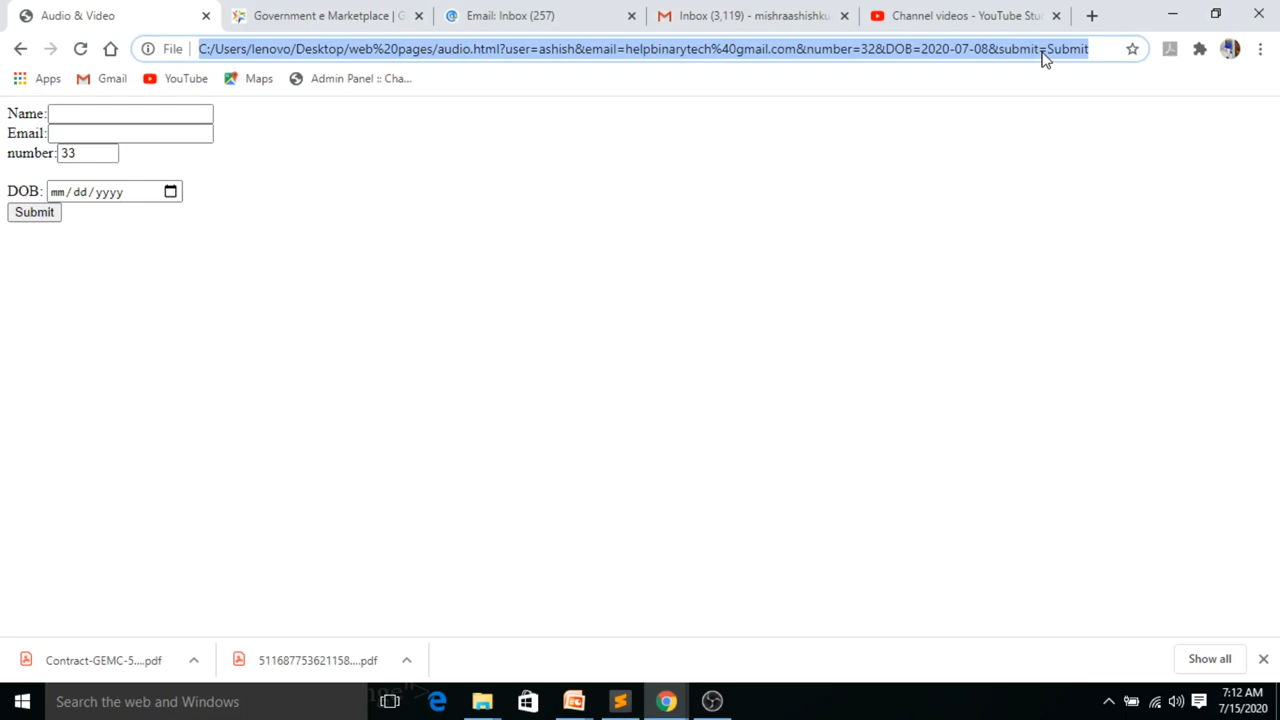 Audio & Video
Government e Marketplace | G
Email: Inbox (257)
Inbox (3,119) - mishraashishku
Channel videos - YouTube Stu
File C:/Users/lenovo/Desktop/web%20pages/audio.html?user=ashish&email=helpbinarytech%40gmail.com&number=32&DOB=2020-07-08&submit=Submit
Apps Gmail YouTube Maps Admin Panel :: Cha...
Name:
Email:
number: 33
DOB: mm/dd/yyyy
Submit
Contract-GEMC-5....pdf
511687753621158....pdf
Show all
nge">
Search the web and Windows
7:12 AM
7/15/2020